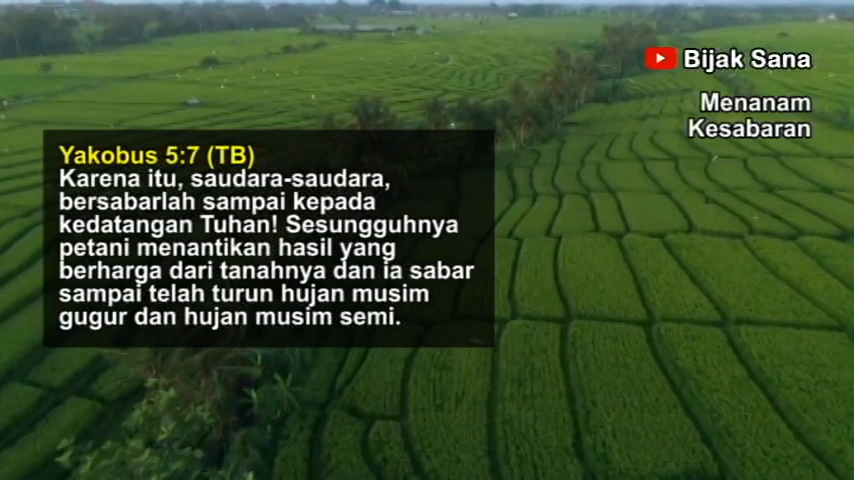 Bijak Sana
Menanam
Kesabaran
Yakobus 5:7 (TB)
Karena itu, saudara-saudara,
bersabarlah sampai kepada
kedatangan Tuhan! Sesungguhnya
petani menantikan hasil yang
berharga dari tanahnya dan ia sabar
sampai telah turun hujan musim
gugur dan hujan musim semi.